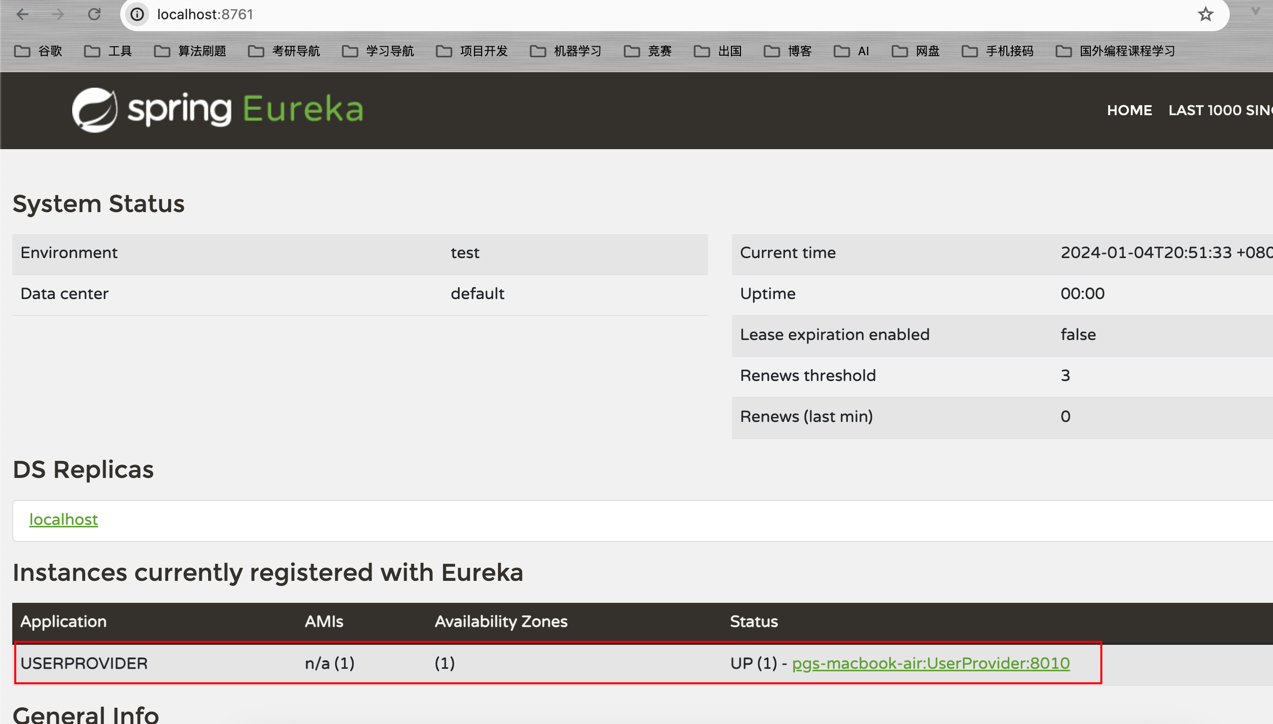 localhost:8761
谷歌 工具 算法刷题 考研导航 学习导航 项目开发 机器学习 竞赛 出国 博客 AI 网盘 手机接码 国外编程课程学习
spring Eureka
HOME LAST 1000 SIN
System Status
Environment test
Data center default
Current time 2024-01-04T20:51:33 +080
Uptime 00:00
Lease expiration enabled false
Renews threshold 3
Renews (last min) 0
DS Replicas
localhost
Instances currently registered with Eureka
Application AMIs Availability Zones Status
USERPROVIDER n/a (1) (1) UP (1) - pgs-macbook-air:UserProvider:8010
General Info